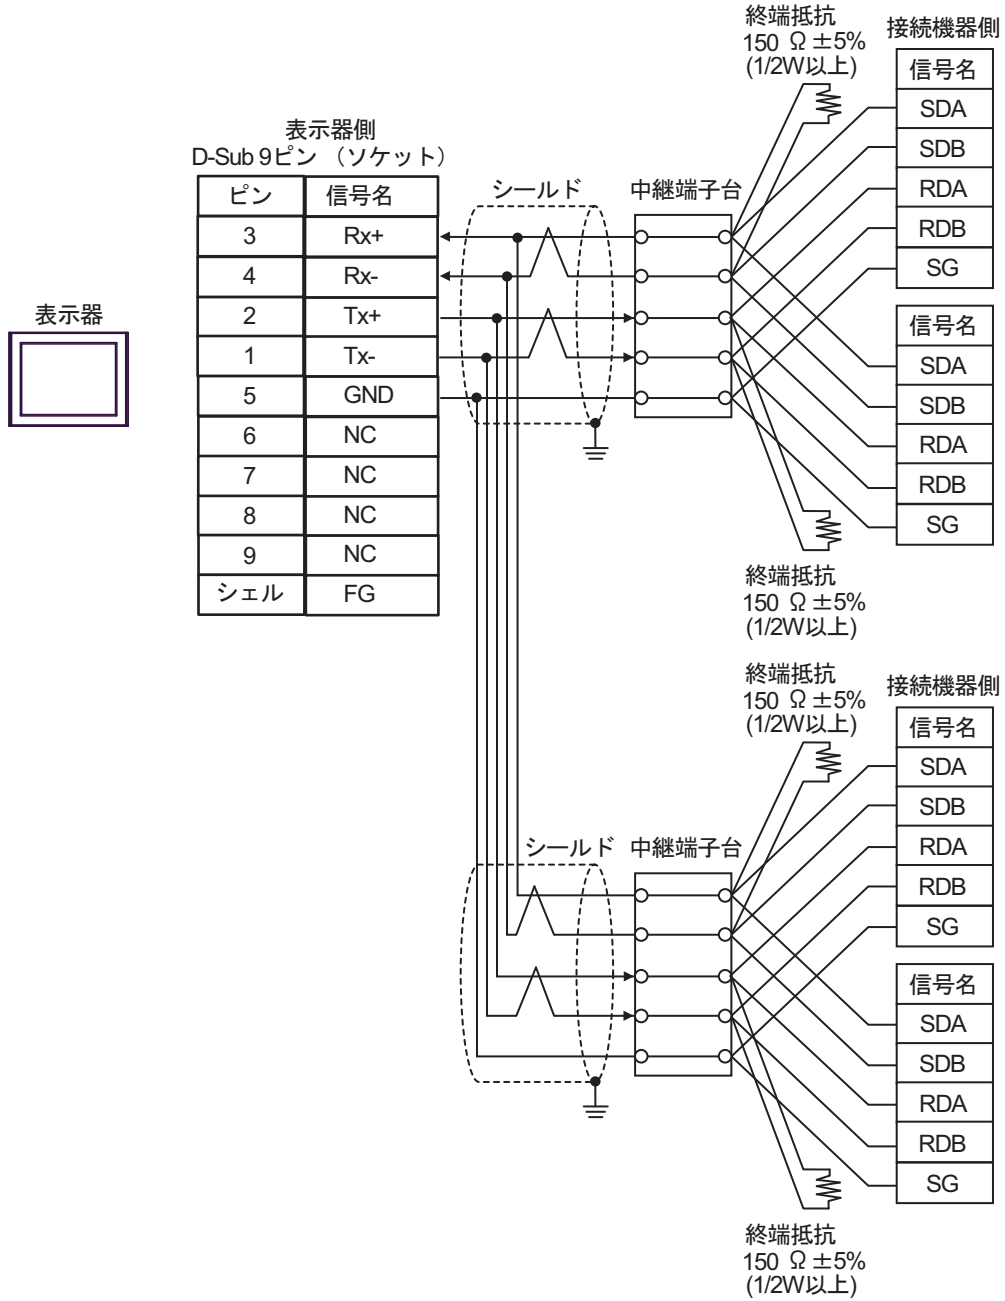 終端抵抗
150 Ω ±5%
(1/2W以上)
接続機器側
信号名
SDA
SDB
RDA
RDB
SG
表示器側
D-Sub 9ピン （ソケット）
ピン 信号名
3 Rx+
4 Rx-
2 Tx+
1 Tx-
5 GND
6 NC
7 NC
8 NC
9 NC
シェル FG
シールド
中継端子台
表示器
信号名
SDA
SDB
RDA
RDB
SG
終端抵抗
150 Ω ±5%
(1/2W以上)
終端抵抗
150 Ω ±5%
(1/2W以上)
接続機器側
信号名
SDA
SDB
RDA
RDB
SG
シールド
中継端子台
信号名
SDA
SDB
RDA
RDB
SG
終端抵抗
150 Ω ±5%
(1/2W以上)